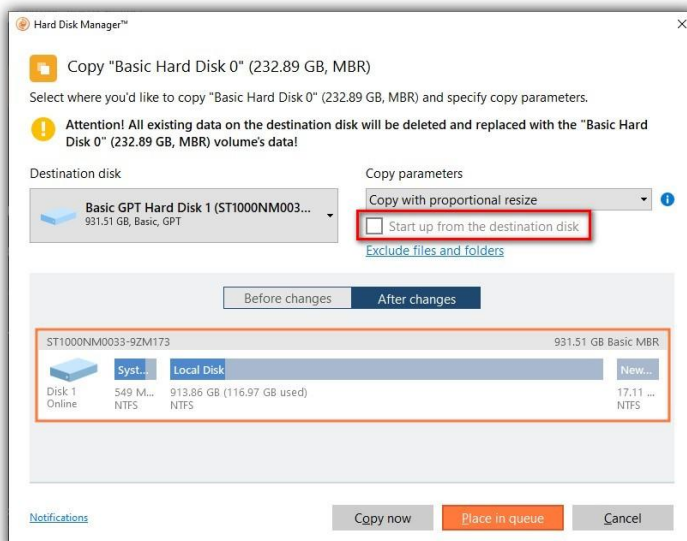 Hard Disk Manager™
Copy "Basic Hard Disk 0" (232.89 GB, MBR)
Select where you'd like to copy "Basic Hard Disk 0" (232.89 GB, MBR) and specify copy parameters.
Attention! All existing data on the destination disk will be deleted and replaced with the "Basic Hard
Disk 0" (232.89 GB, MBR) volume's data!
Destination disk
Basic GPT Hard Disk 1 (ST1000NM003...
931.51 GB, Basic, GPT
Copy parameters
Copy with proportional resize
Start up from the destination disk
Exclude files and folders
Before changes
After changes
ST1000NM0033-9ZM173
931.51 GB Basic MBR
Disk 1
Online
Syst...
549 M...
NTFS
Local Disk
913.86 GB (116.97 GB used)
NTFS
New...
17.11 ...
NTFS
Notifications
Copy now
Place in queue
Cancel